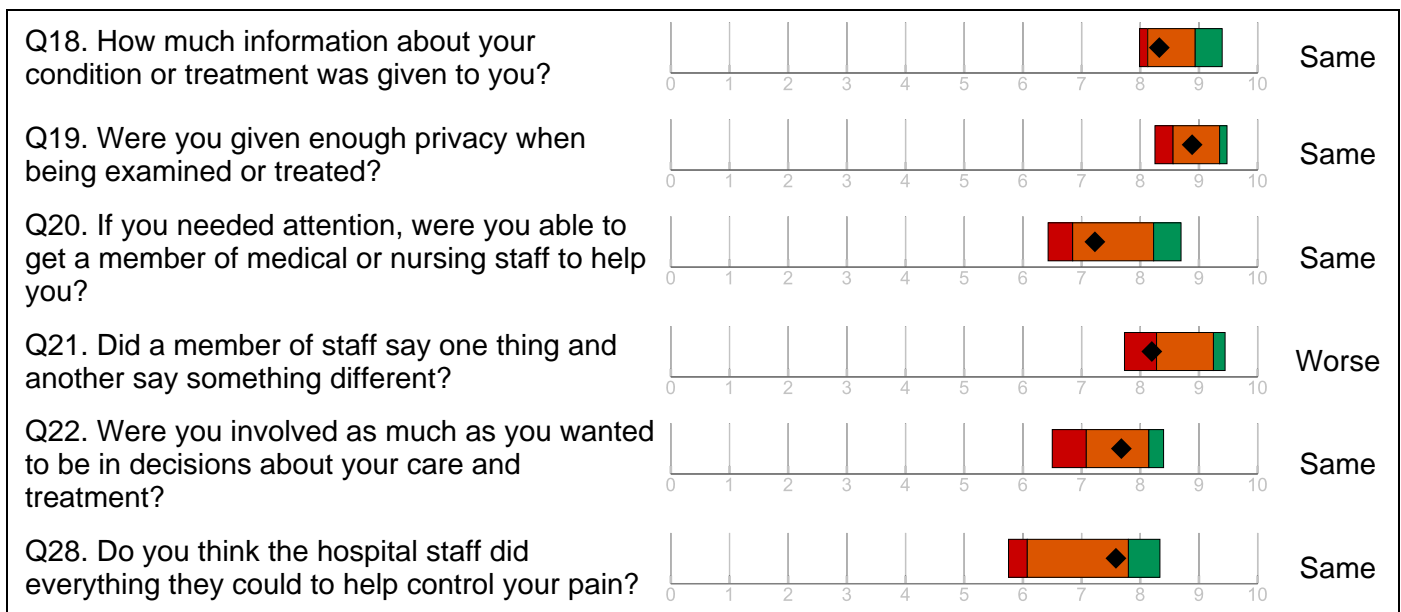 Q18. How much information about your
condition or treatment was given to you?
0 1 2 3 4 5 6 7 8 9 10
Same
Q19. Were you given enough privacy when
being examined or treated?
0 1 2 3 4 5 6 7 8 9 10
Same
Q20. If you needed attention, were you able to
get a member of medical or nursing staff to help
you?
0 1 2 3 4 5 6 7 8 9 10
Same
Q21. Did a member of staff say one thing and
another say something different?
0 1 2 3 4 5 6 7 8 9 10
Worse
Q22. Were you involved as much as you wanted
to be in decisions about your care and
treatment?
0 1 2 3 4 5 6 7 8 9 10
Same
Q28. Do you think the hospital staff did
everything they could to help control your pain?
0 1 2 3 4 5 6 7 8 9 10
Same